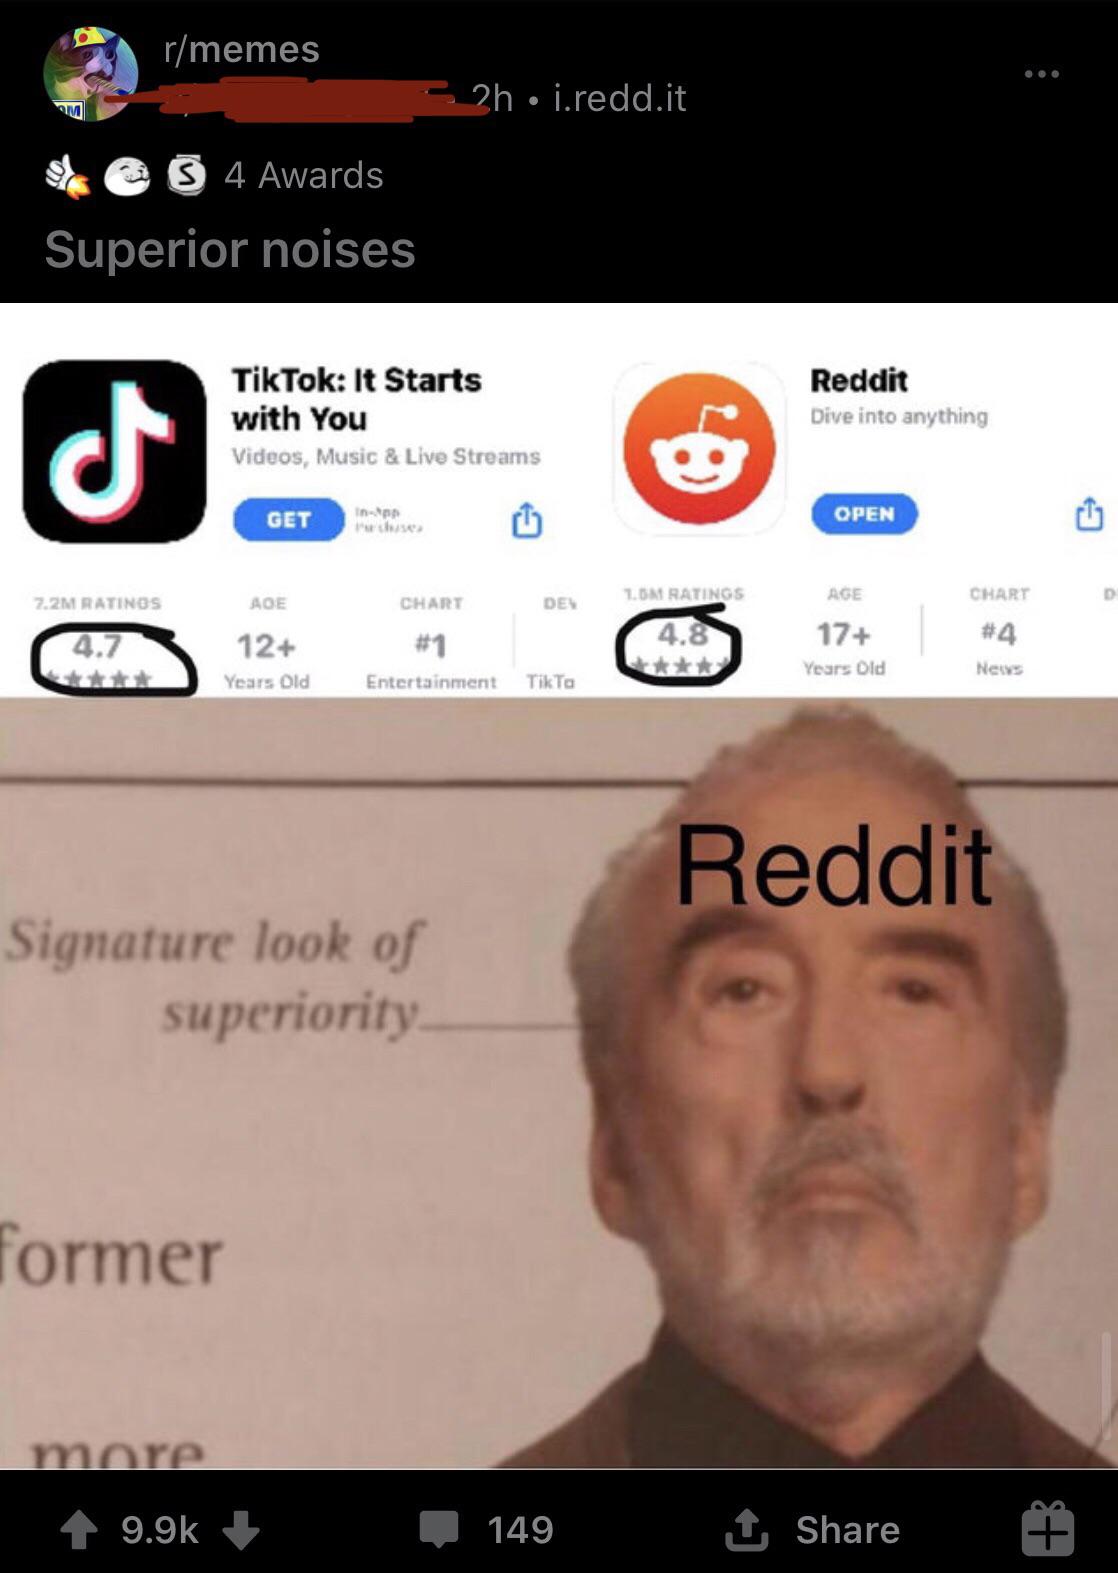 r/memes
2h • i.redd.it
4 Awards
Superior noises
TikTok: It Starts
with You
Videos, Music & Live Streams
GET
In-App
Purchases
Reddit
Dive into anything
OPEN
7.2M RATINGS
AGE
CHART
DEV
4.7
12+
#1
Years Old
Entertainment
TikTo
RATINGS
AGE
CHART
D
4.8
17+
#4
Years Old
News
Reddit
Signature look of
superiority
former
more
9.9k
149
Share